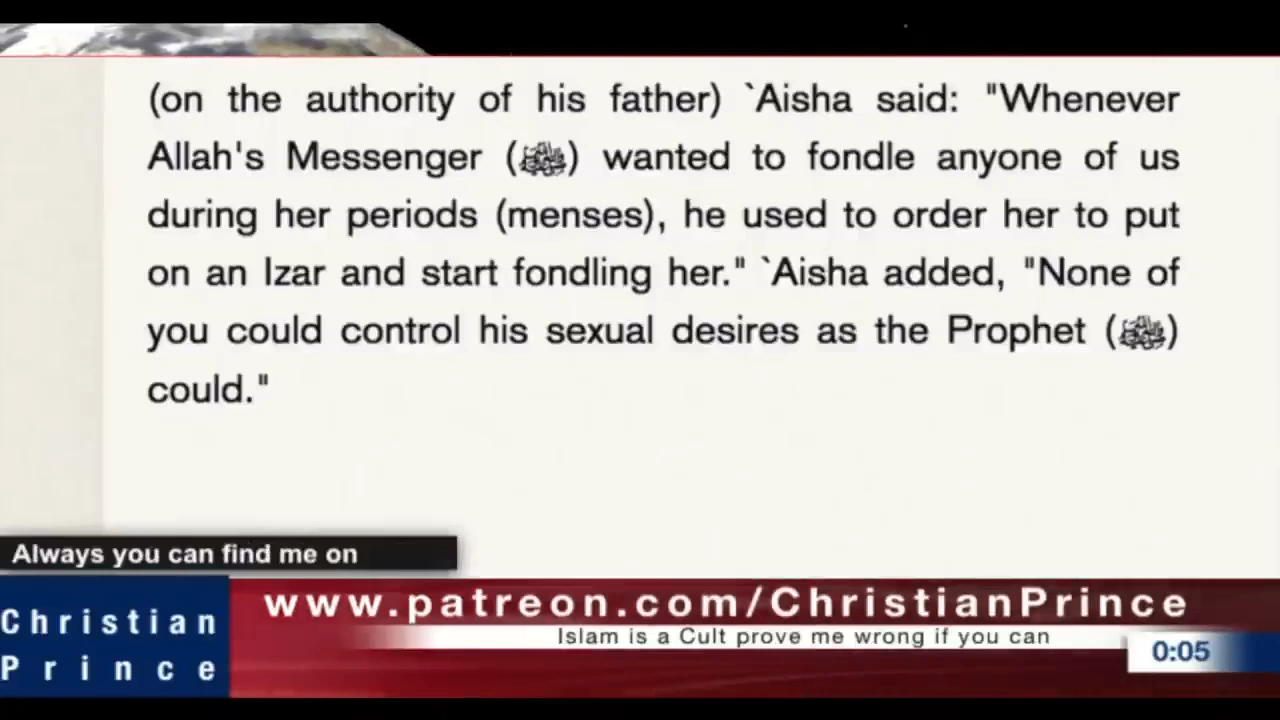 (on the authority of his father) `Aisha said: "Whenever
Allah's Messenger (ﷺ) wanted to fondle anyone of us
during her periods (menses), he used to order her to put
on an Izar and start fondling her." `Aisha added, "None of
you could control his sexual desires as the Prophet (ﷺ)
could."
Always you can find me on
Christian
Prince
www.patreon.com/ChristianPrince
Islam is a Cult prove me wrong if you can
0:05